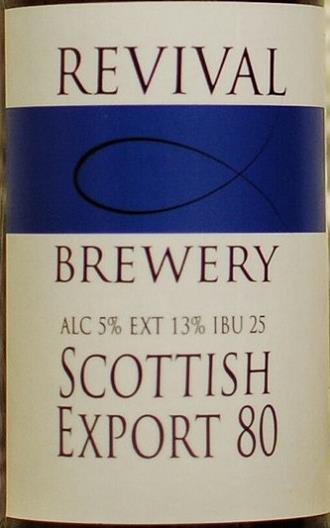 REVIVAL
BREWERY
ALC 5% EXT 13% IBU 25
SCOTTISH
EXPORT 80